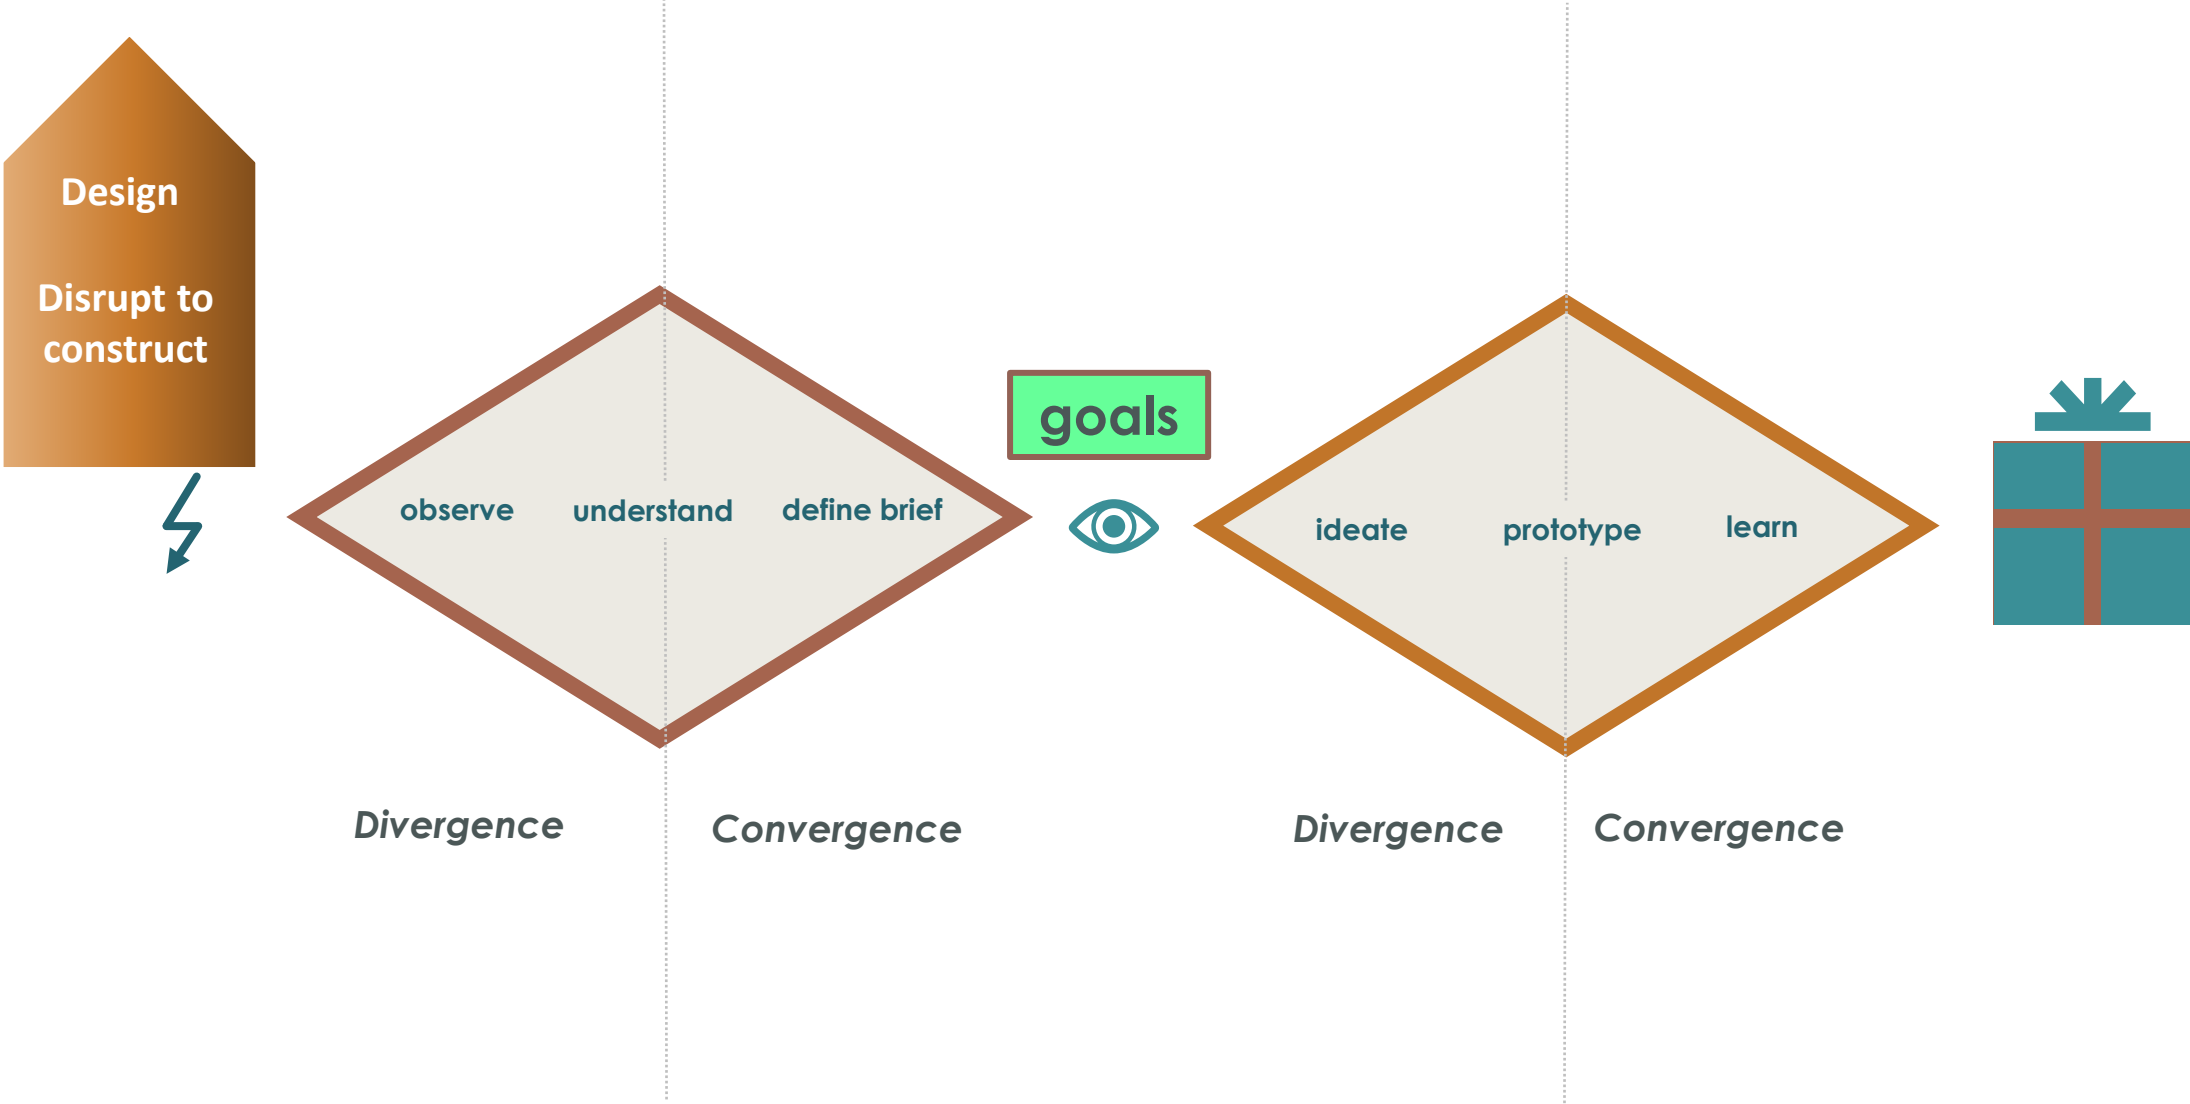 Design
Disrupt to
construct
observe
understand
define brief
goals
ideate
prototype
learn
Divergence
Convergence
Divergence
Convergence